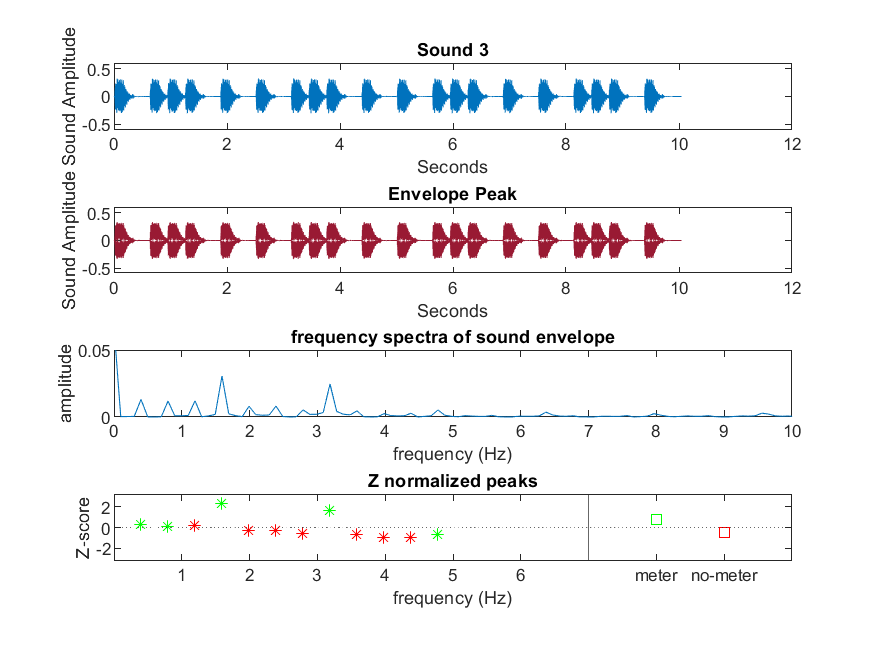 Sound 3
Sound Amplitude
0.5
0
-0.5
0 2 4 6 8 10 12
Seconds
Envelope Peak
Sound Amplitude
0.5
0
-0.5
0 2 4 6 8 10 12
Seconds
frequency spectra of sound envelope
amplitude
0.05
0
0 1 2 3 4 5 6 7 8 9 10
frequency (Hz)
Z normalized peaks
Z-score
2
0
-2
1 2 3 4 5 6 meter no-meter
frequency (Hz)